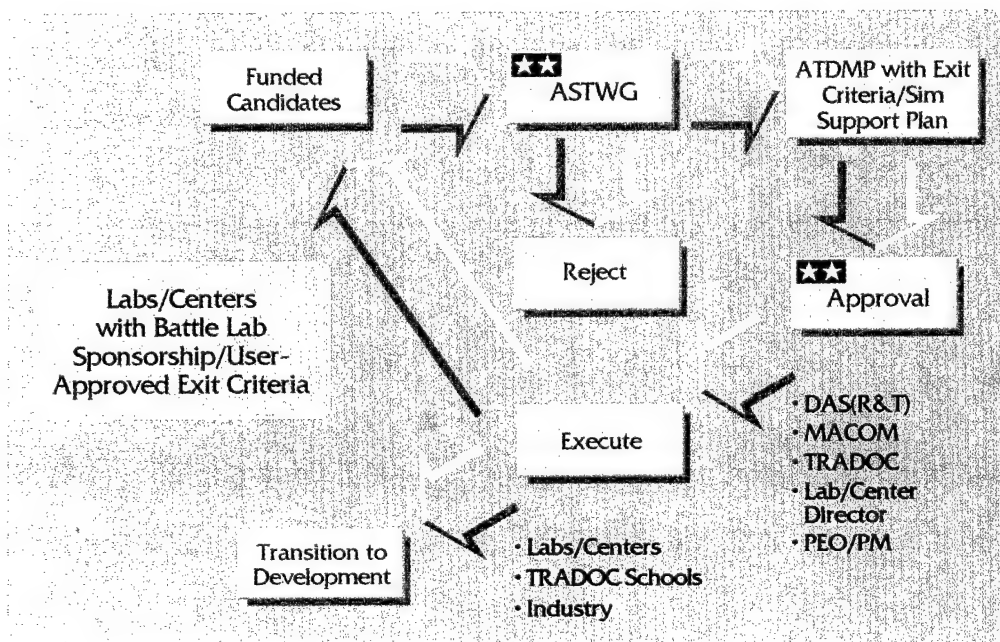 Funded
Candidates
ASTWG
ATDMP with Exit
Criteria/Sim
Support Plan
Reject
Approval
Labs/Centers
with Battle Lab
Sponsorship/User-
Approved Exit Criteria
Execute
• DAS(R&T)
• MACOM
• TRADOC
• Lab/Center
Director
• PEO/PM
Transition to
Development
• Labs/Centers
• TRADOC Schools
• Industry